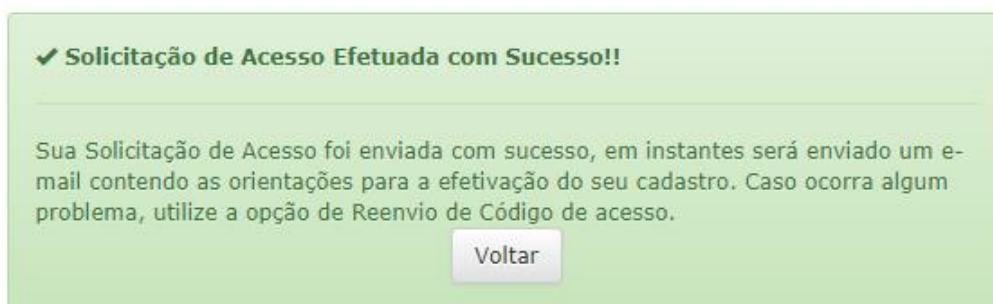 ✔ Solicitação de Acesso Efetuada com Sucesso!!
Sua Solicitação de Acesso foi enviada com sucesso, em instantes será enviado um e-
mail contendo as orientações para a efetivação do seu cadastro. Caso ocorra algum
problema, utilize a opção de Reenvio de Código de acesso.
Voltar